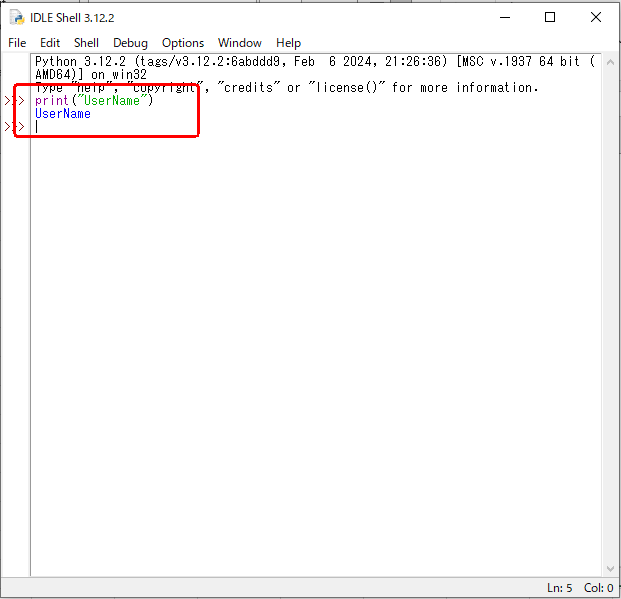 IDLE Shell 3.12.2
File Edit Shell Debug Options Window Help
Python 3.12.2 (tags/v3.12.2:6abddd9, Feb  6 2024, 21:26:36) [MSC v.1937 64 bit (
AMD64)] on win32
Type "help", "copyright", "credits" or "license()" for more information.
>>> print("UserName")
UserName
>>>
Ln: 5 Col: 0